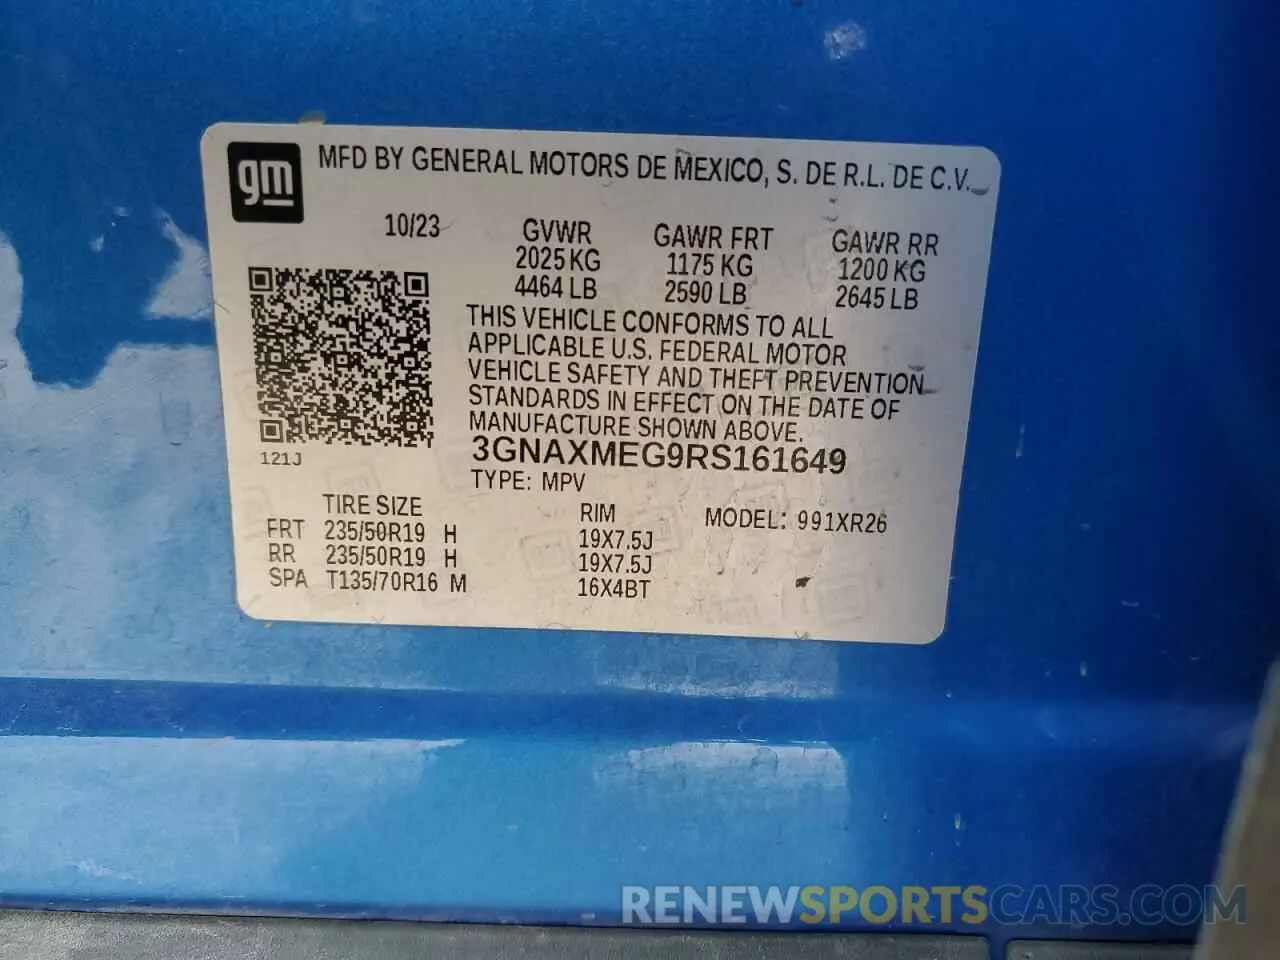 gm
MFD BY GENERAL MOTORS DE MEXICO, S. DE R.L. DE C.V.
10/23 GVWR GAWR FRT GAWR RR
2025 KG 1175 KG 1200 KG
4464 LB 2590 LB 2645 LB
THIS VEHICLE CONFORMS TO ALL
APPLICABLE U.S. FEDERAL MOTOR
VEHICLE SAFETY AND THEFT PREVENTION
STANDARDS IN EFFECT ON THE DATE OF
MANUFACTURE SHOWN ABOVE.
121J
3GNAXMEG9RS161649
TYPE: MPV
TIRE SIZE RIM MODEL: 991XR26
FRT 235/50R19 H 19X7.5J
RR 235/50R19 H 19X7.5J
SPA T135/70R16 M 16X4BT
RENEWSPORTSCARS.COM